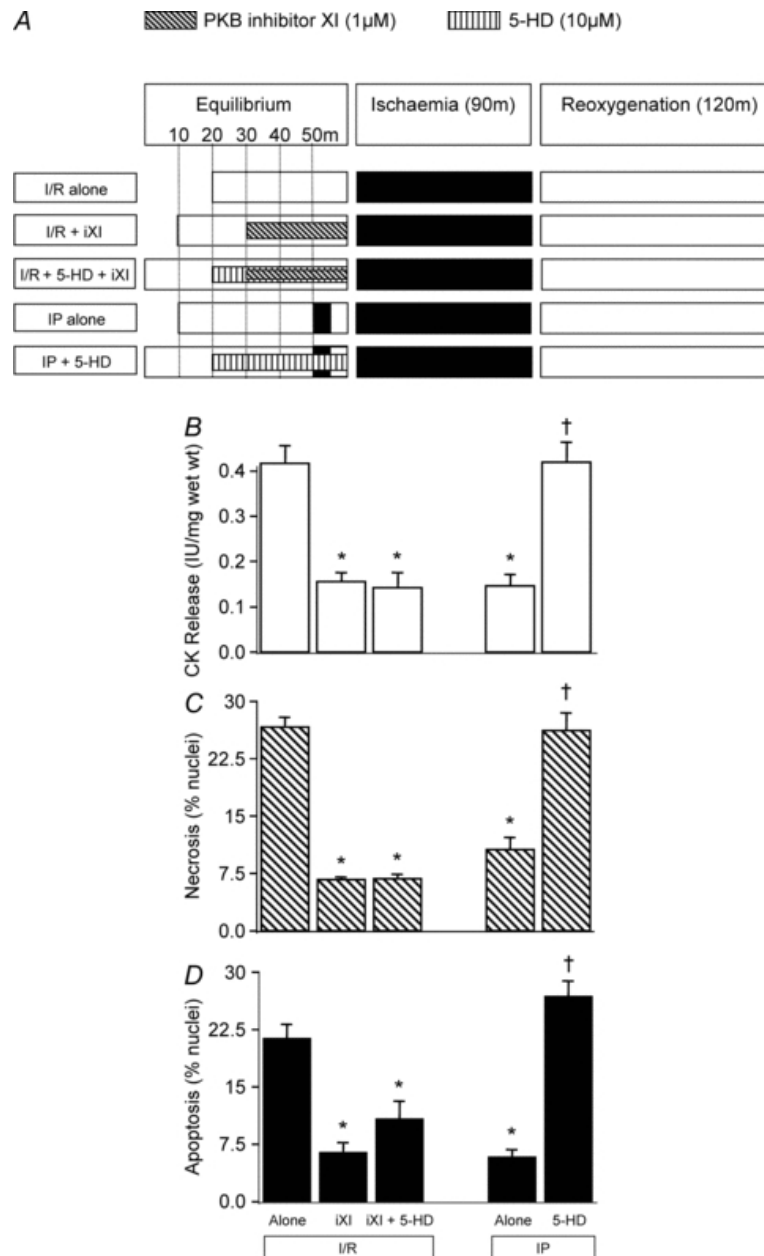 A
PKB inhibitor XI (1µM) 5-HD (10µM)
Equilibrium Ischaemia (90m) Reoxygenation (120m)
10 20 30 40 50m
I/R alone
I/R + iXI
I/R + 5-HD + iXI
IP alone
IP + 5-HD
B
CK Release (IU/mg wet wt)
0.4
0.3
0.2
0.1
0.0
* * * †
C
Necrosis (% nuclei)
30
22.5
15
7.5
0.0
* * * †
D
Apoptosis (% nuclei)
30
22.5
15
7.5
0.0
* * * †
Alone iXI iXI + 5-HD Alone 5-HD
I/R IP